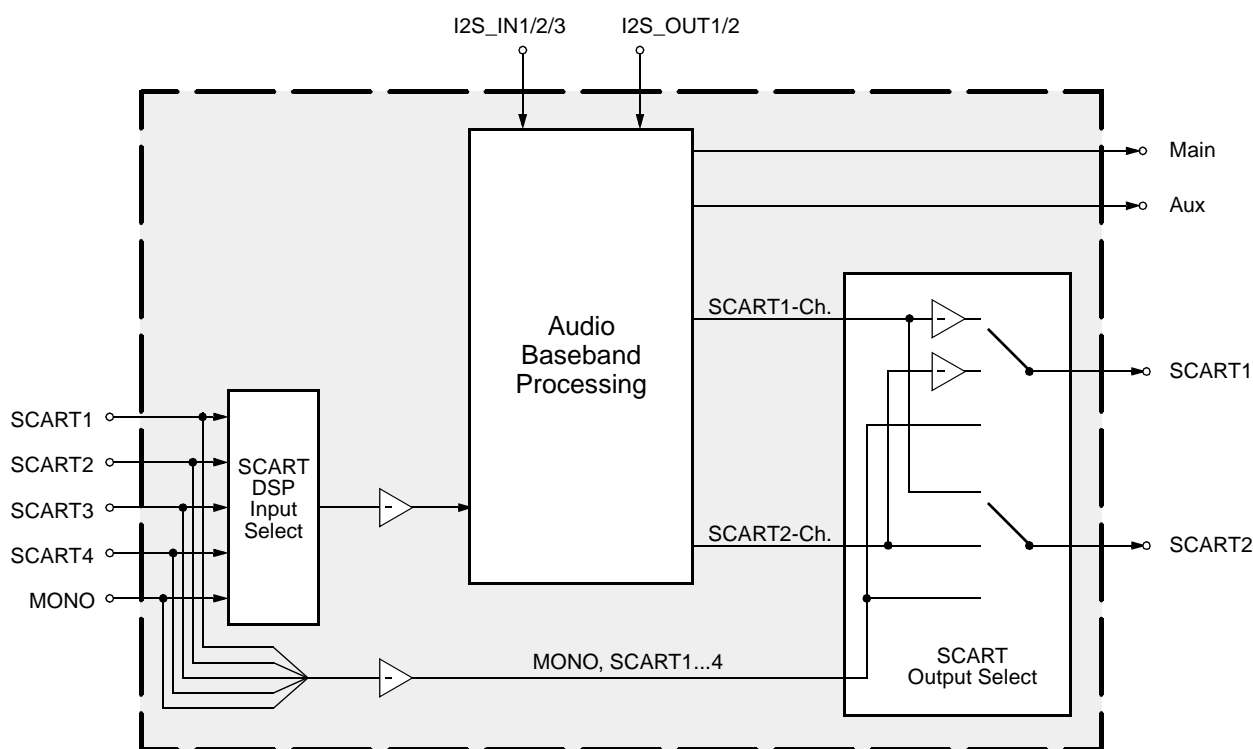 I2S_IN1/2/3
I2S_OUT1/2
Main
Aux
SCART1-Ch.
Audio
Baseband
Processing
SCART1
SCART1
SCART2
SCART3
SCART4
MONO
SCART
DSP
Input
Select
SCART2-Ch.
SCART2
MONO, SCART1...4
SCART
Output Select